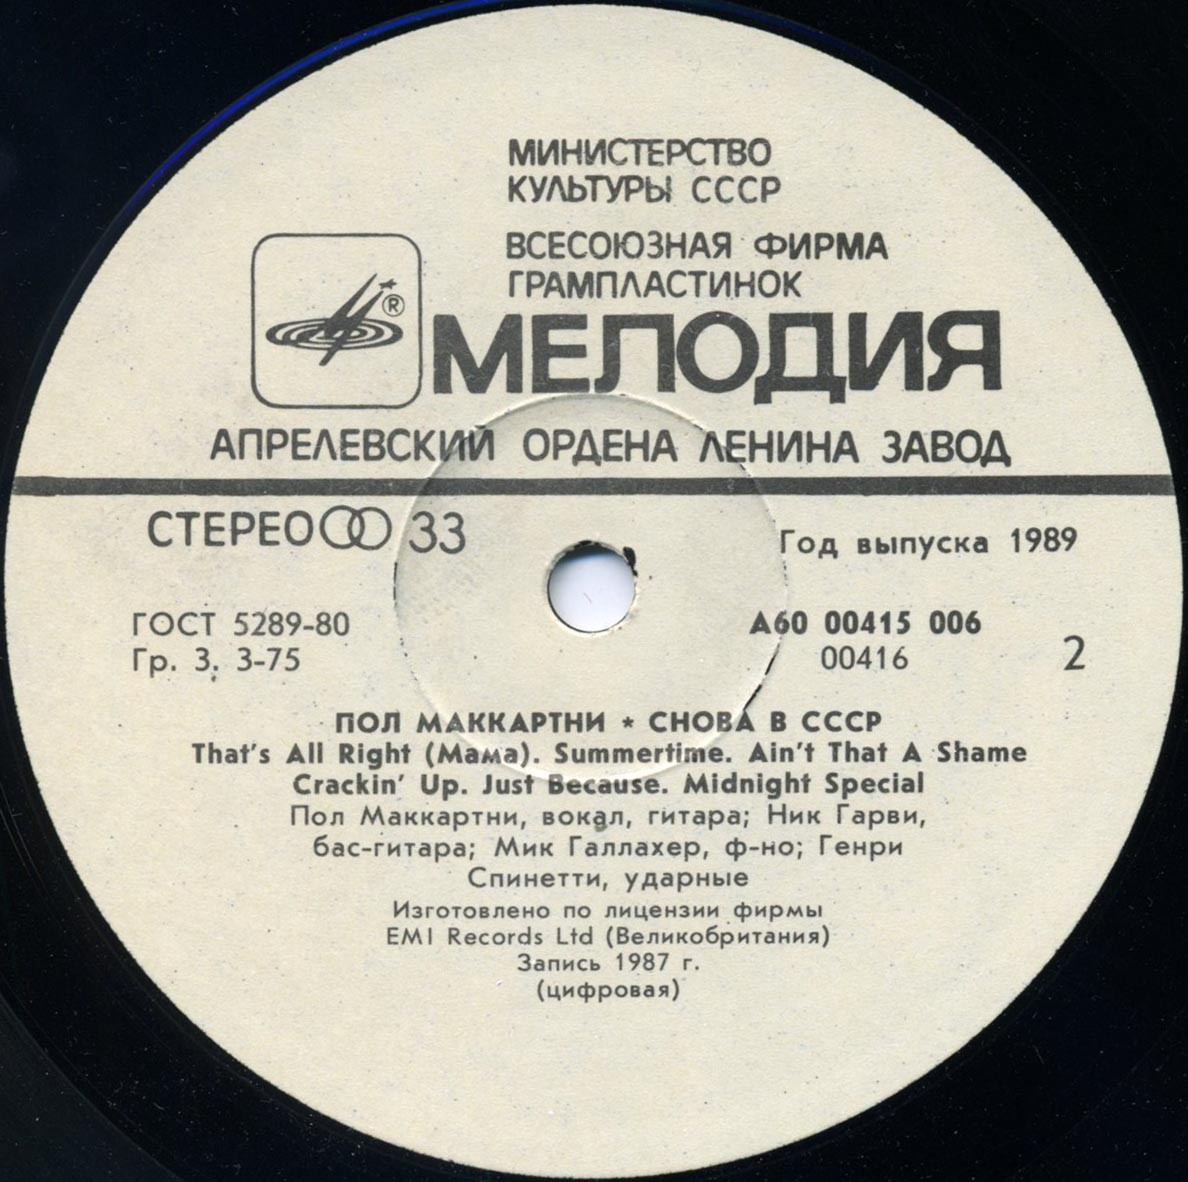 МИНИСТЕРСТВО
КУЛЬТУРЫ СССР
ВСЕСОЮЗНАЯ ФИРМА
ГРАМПЛАСТИНОК
®
МЕЛОДИЯ
АПРЕЛЕВСКИЙ ОРДЕНА ЛЕНИНА ЗАВОД
СТЕРЕО 33
Год выпуска 1989
ГОСТ 5289-80
Гр. 3. 3-75
А60 00415 006
00416
2
ПОЛ МАККАРТНИ ★ СНОВА В СССР
That's All Right (Мама). Summertime. Ain't That A Shame
Crackin' Up. Just Because. Midnight Special
Пол Маккартни, вокал, гитара; Ник Гарви,
бас-гитара; Мик Галлахер, ф-но; Генри
Спинетти, ударные
Изготовлено по лицензии фирмы
EMI Records Ltd (Великобритания)
Запись 1987 г.
(цифровая)